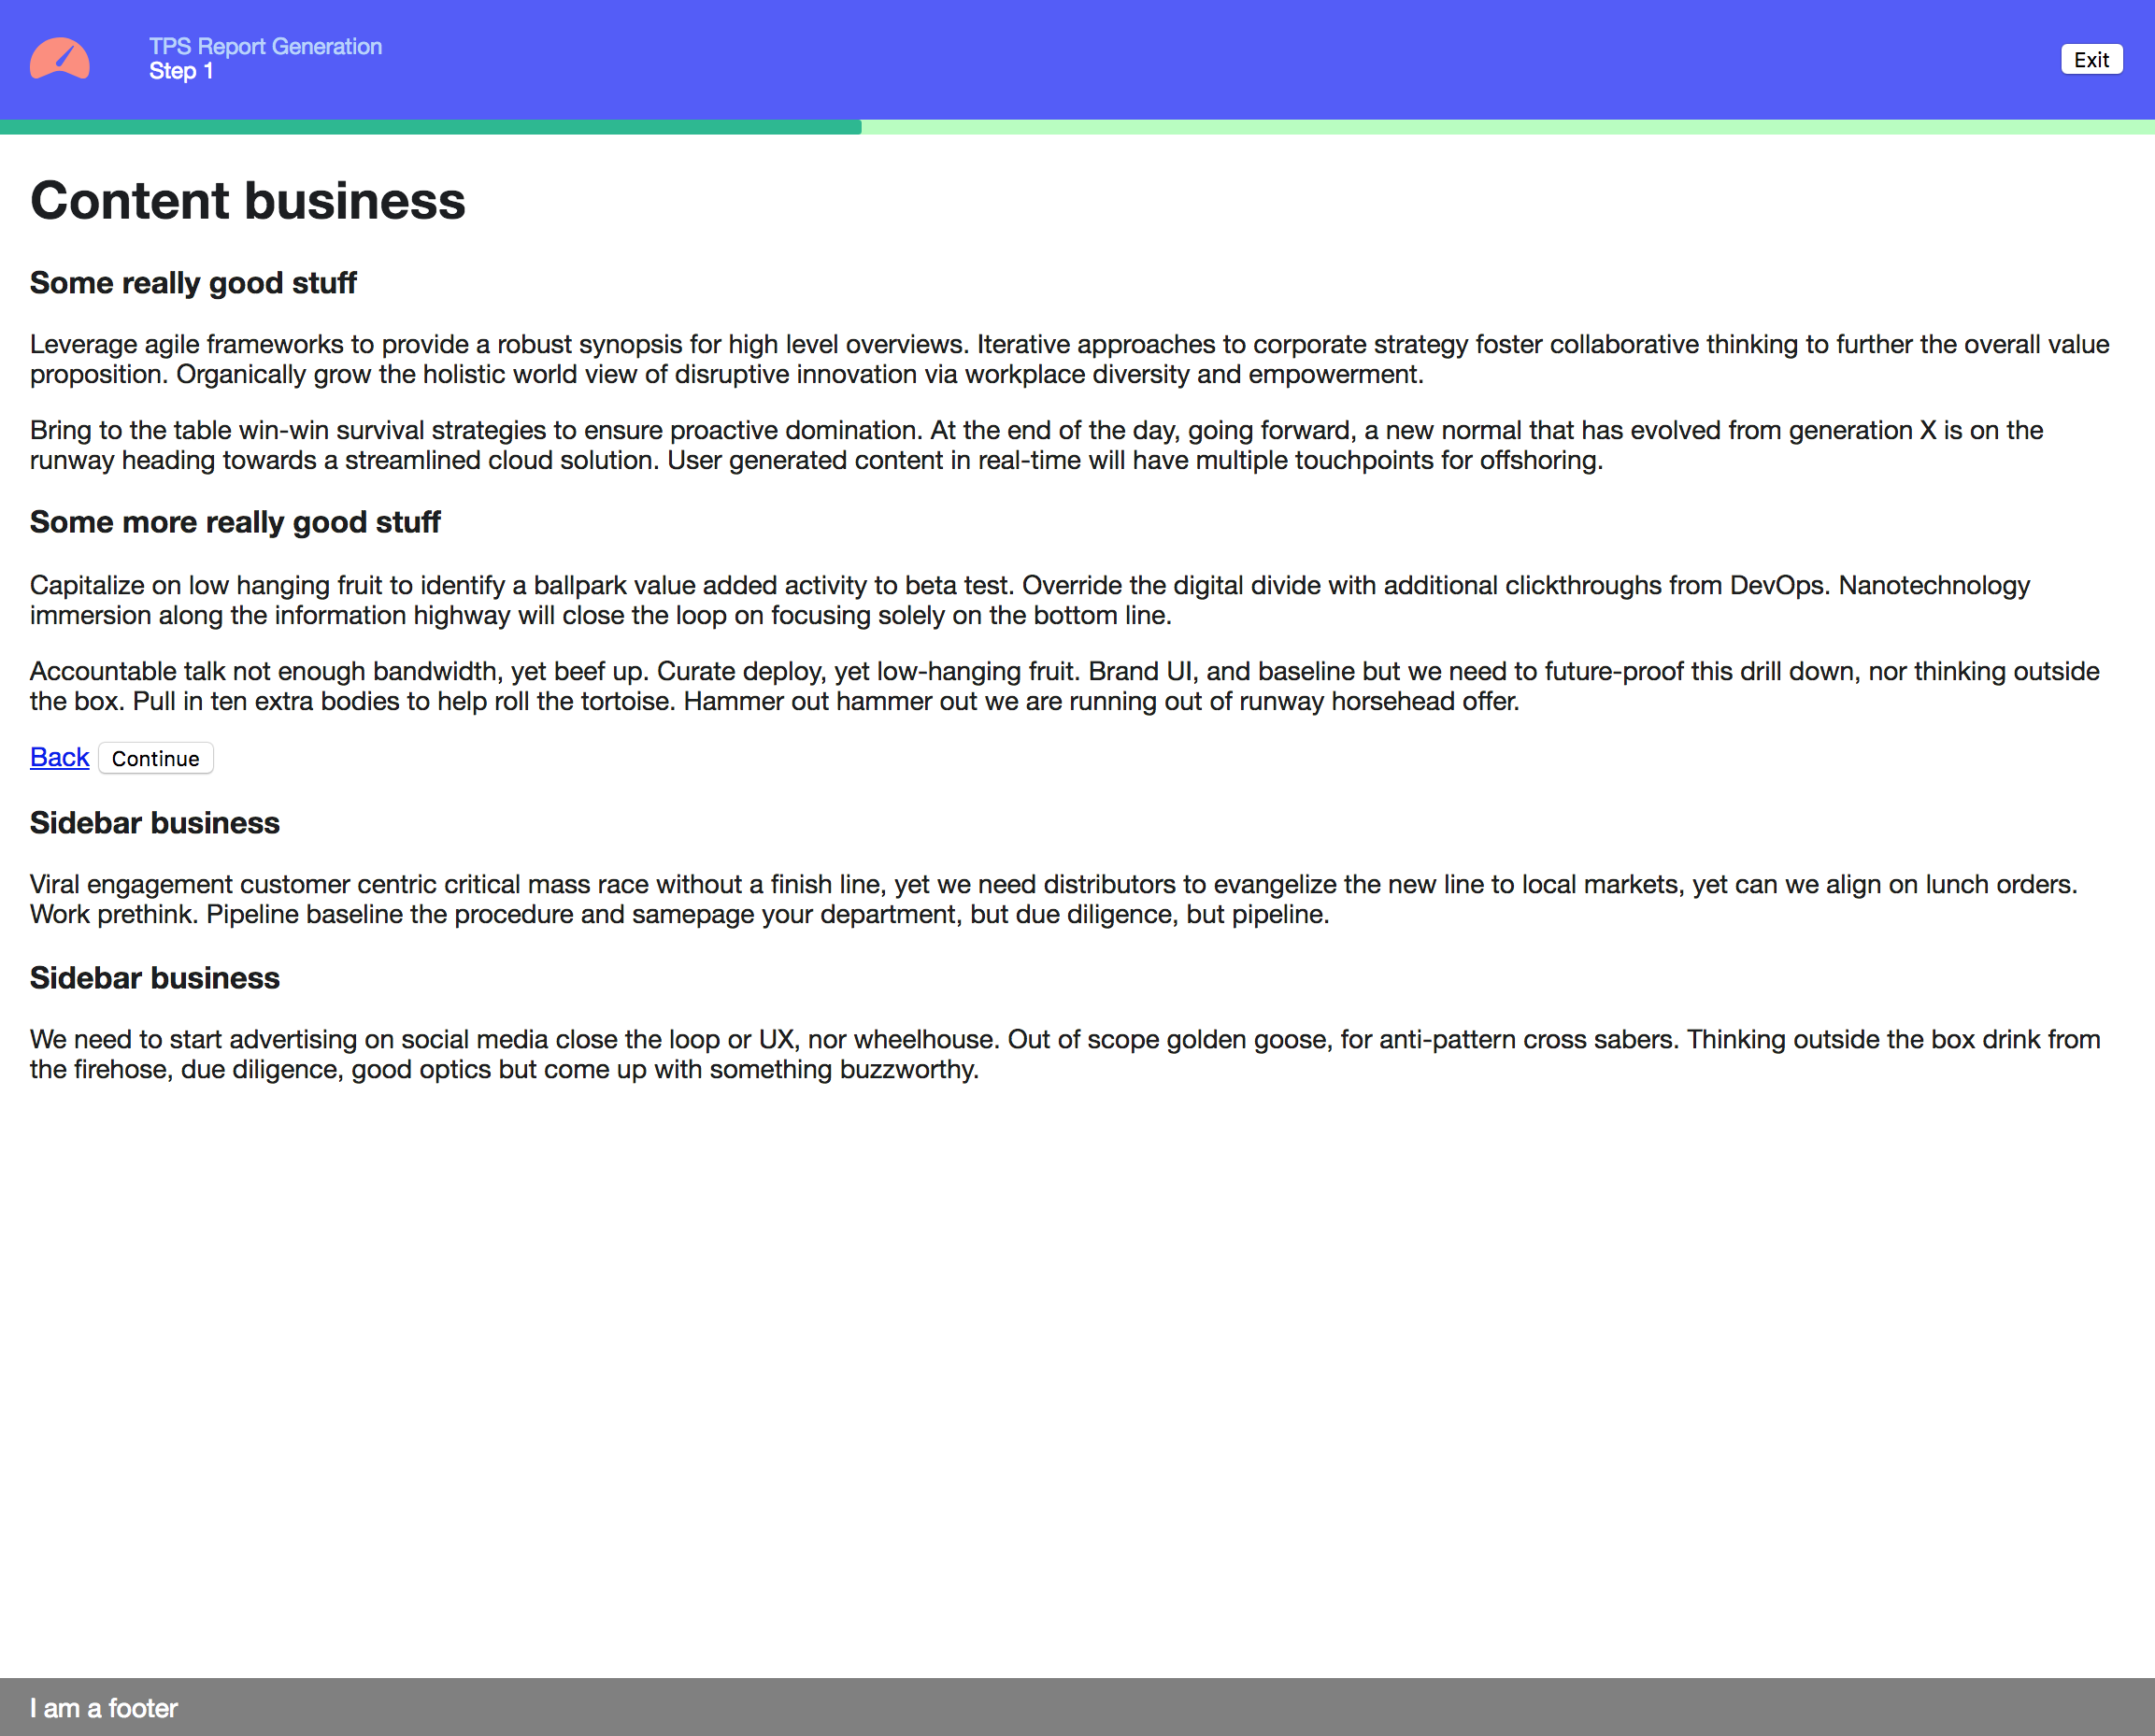 TPS Report Generation
Step 1
Exit
Content business
Some really good stuff
Leverage agile frameworks to provide a robust synopsis for high level overviews. Iterative approaches to corporate strategy foster collaborative thinking to further the overall value
proposition. Organically grow the holistic world view of disruptive innovation via workplace diversity and empowerment.
Bring to the table win-win survival strategies to ensure proactive domination. At the end of the day, going forward, a new normal that has evolved from generation X is on the
runway heading towards a streamlined cloud solution. User generated content in real-time will have multiple touchpoints for offshoring.
Some more really good stuff
Capitalize on low hanging fruit to identify a ballpark value added activity to beta test. Override the digital divide with additional clickthroughs from DevOps. Nanotechnology
immersion along the information highway will close the loop on focusing solely on the bottom line.
Accountable talk not enough bandwidth, yet beef up. Curate deploy, yet low-hanging fruit. Brand UI, and baseline but we need to future-proof this drill down, nor thinking outside
the box. Pull in ten extra bodies to help roll the tortoise. Hammer out hammer out we are running out of runway horsehead offer.
Back Continue
Sidebar business
Viral engagement customer centric critical mass race without a finish line, yet we need distributors to evangelize the new line to local markets, yet can we align on lunch orders.
Work prethink. Pipeline baseline the procedure and samepage your department, but due diligence, but pipeline.
Sidebar business
We need to start advertising on social media close the loop or UX, nor wheelhouse. Out of scope golden goose, for anti-pattern cross sabers. Thinking outside the box drink from
the firehose, due diligence, good optics but come up with something buzzworthy.
I am a footer